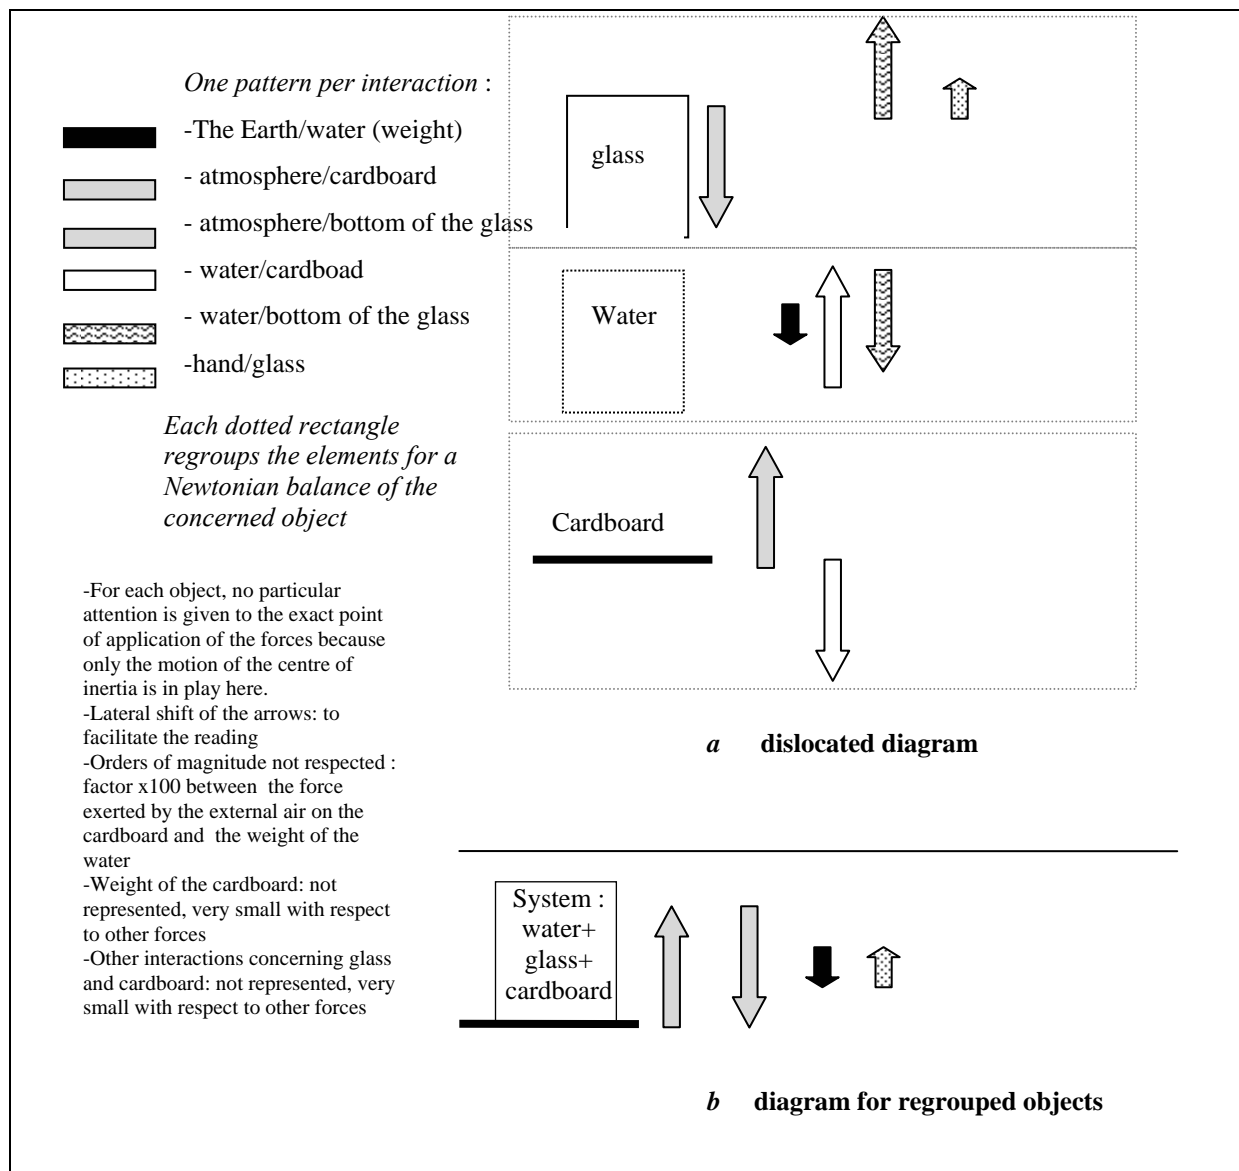 One pattern per interaction :
-The Earth/water (weight)
- atmosphere/cardboard
- atmosphere/bottom of the glass
- water/cardboad
- water/bottom of the glass
-hand/glass
Each dotted rectangle
regroups the elements for a
Newtonian balance of the
concerned object
-For each object, no particular
attention is given to the exact point
of application of the forces because
only the motion of the centre of
inertia is in play here.
-Lateral shift of the arrows: to
facilitate the reading
-Orders of magnitude not respected :
factor x100 between the force
exerted by the external air on the
cardboard and the weight of the
water
-Weight of the cardboard: not
represented, very small with respect
to other forces
-Other interactions concerning glass
and cardboard: not represented, very
small with respect to other forces
glass
Water
Cardboard
a dislocated diagram
System :
water+
glass+
cardboard
b diagram for regrouped objects